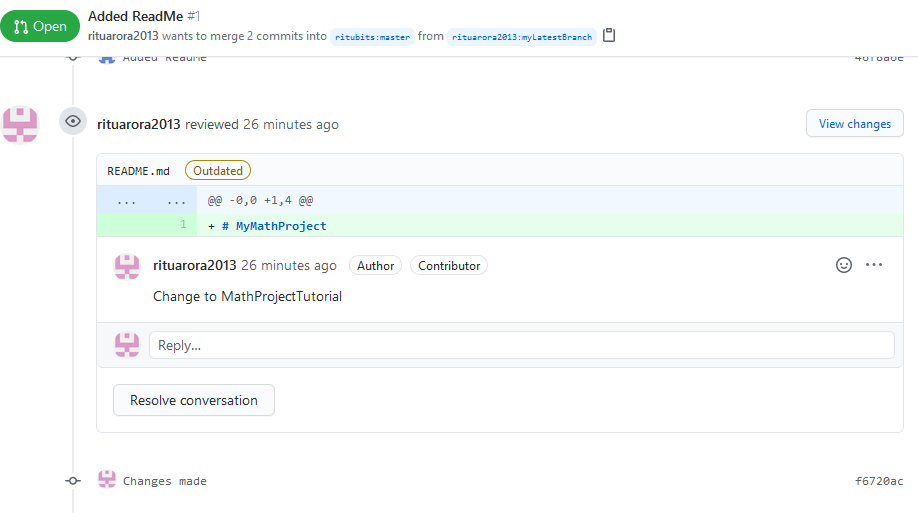 Open
Added ReadMe #1
rituarora2013 wants to merge 2 commits into ritubits:master from rituarora2013:myLatestBranch
Added ReadMe
rituarora2013 reviewed 26 minutes ago
View changes
README.md Outdated
... ... @@ -0,0 +1,4 @@
1 + # MyMathProject
rituarora2013 26 minutes ago Author Contributor
Change to MathProjectTutorial
Reply...
Resolve conversation
Changes made f6720ac